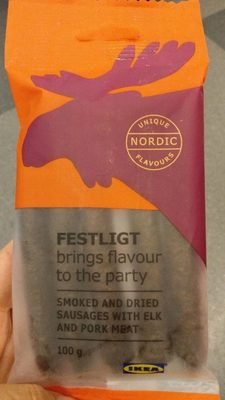 UNIQUE
NORDIC
FLAVOURS
FESTLIGT
brings flavour
to the party
SMOKED AND DRIED
SAUSAGES WITH ELK
AND PORK MEAT
100 g
IKEA